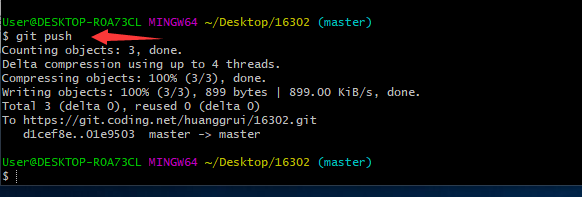 User@DESKTOP-ROA73CL MINGW64 ~/Desktop/16302 (master)
$ git push
Counting objects: 3, done.
Delta compression using up to 4 threads.
Compressing objects: 100% (3/3), done.
Writing objects: 100% (3/3), 899 bytes | 899.00 KiB/s, done.
Total 3 (delta 0), reused 0 (delta 0)
To https://git.coding.net/huanggrui/16302.git
   d1cef8e..01e9503  master -> master
User@DESKTOP-ROA73CL MINGW64 ~/Desktop/16302 (master)
$